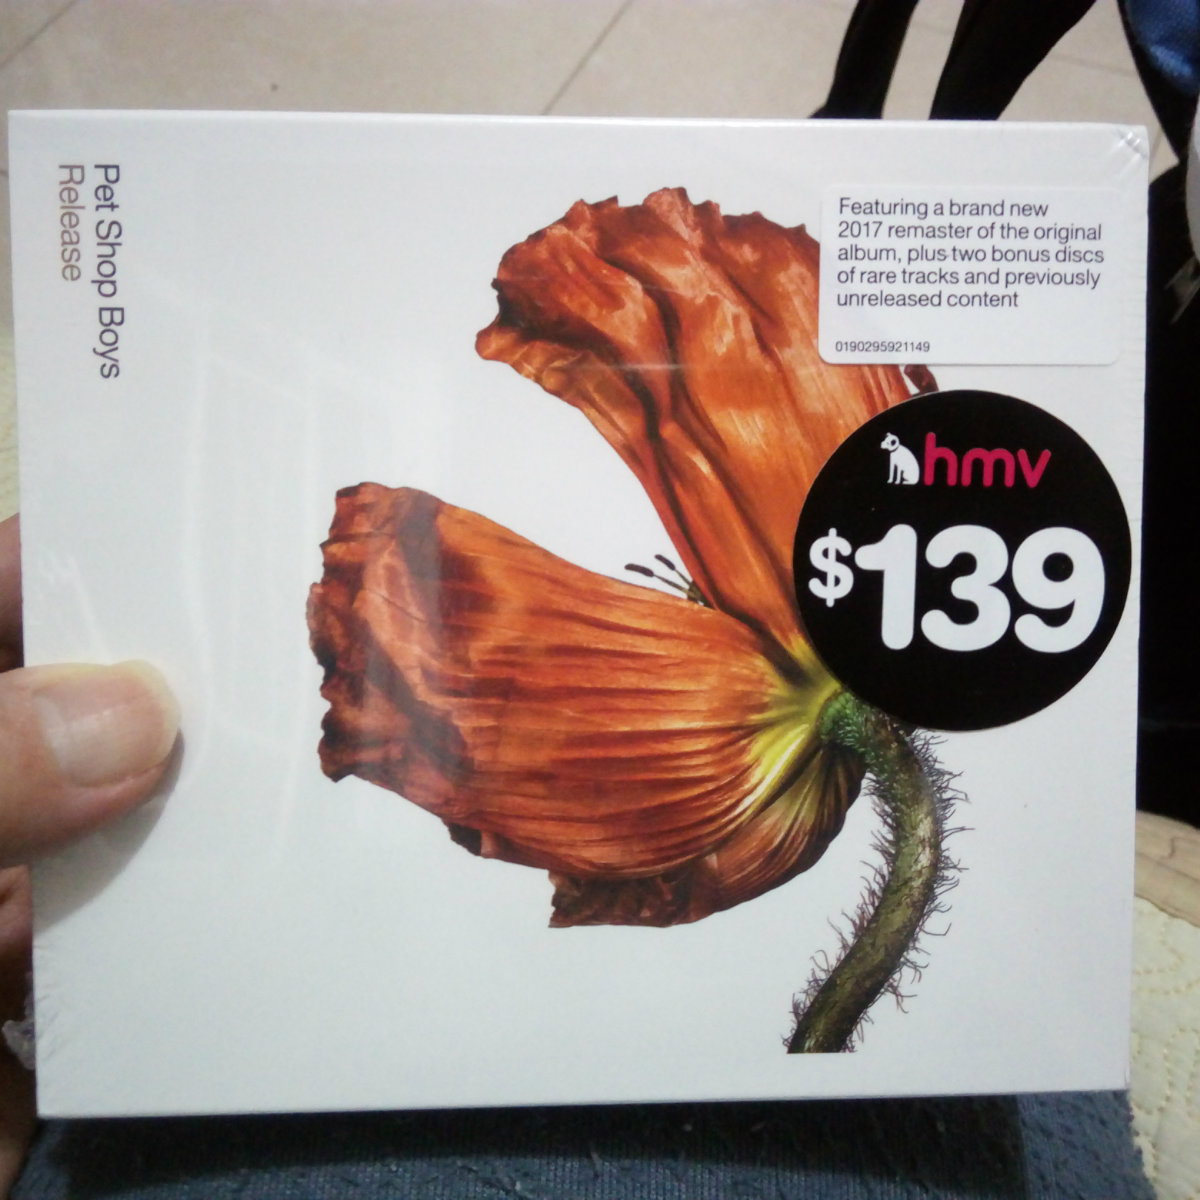 Pet Shop Boys
Release
Featuring a brand new
2017 remaster of the original
album, plus two bonus discs
of rare tracks and previously
unreleased content
0190295921149
hmv
$139